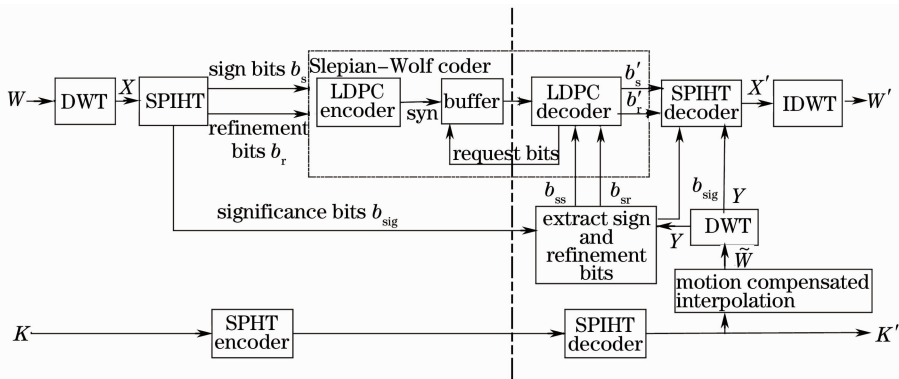 sign bits b_s
Slepian-Wolf coder
W
DWT
X
SPIHT
LDPC
encoder
syn
buffer
LDPC
decoder
b'_s
b'_r
SPIHT
decoder
X'
IDWT
W'
refinement
bits b_r
request bits
b_ss
b_sr
b_sig
Y
significance bits b_sig
extract sign
and
refinement
bits
Y
DWT
W̃
motion compensated
interpolation
K
SPHT
encoder
SPIHT
decoder
K'